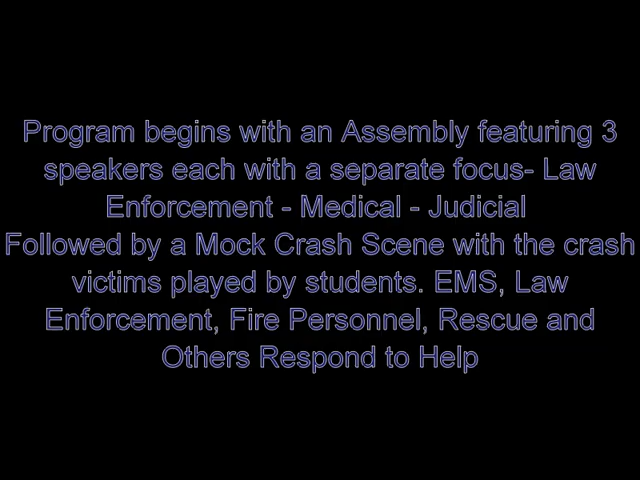 Program begins with an Assembly featuring 3
speakers each with a separate focus- Law
Enforcement - Medical - Judicial
Followed by a Mock Crash Scene with the crash
victims played by students. EMS, Law
Enforcement, Fire Personnel, Rescue and
Others Respond to Help